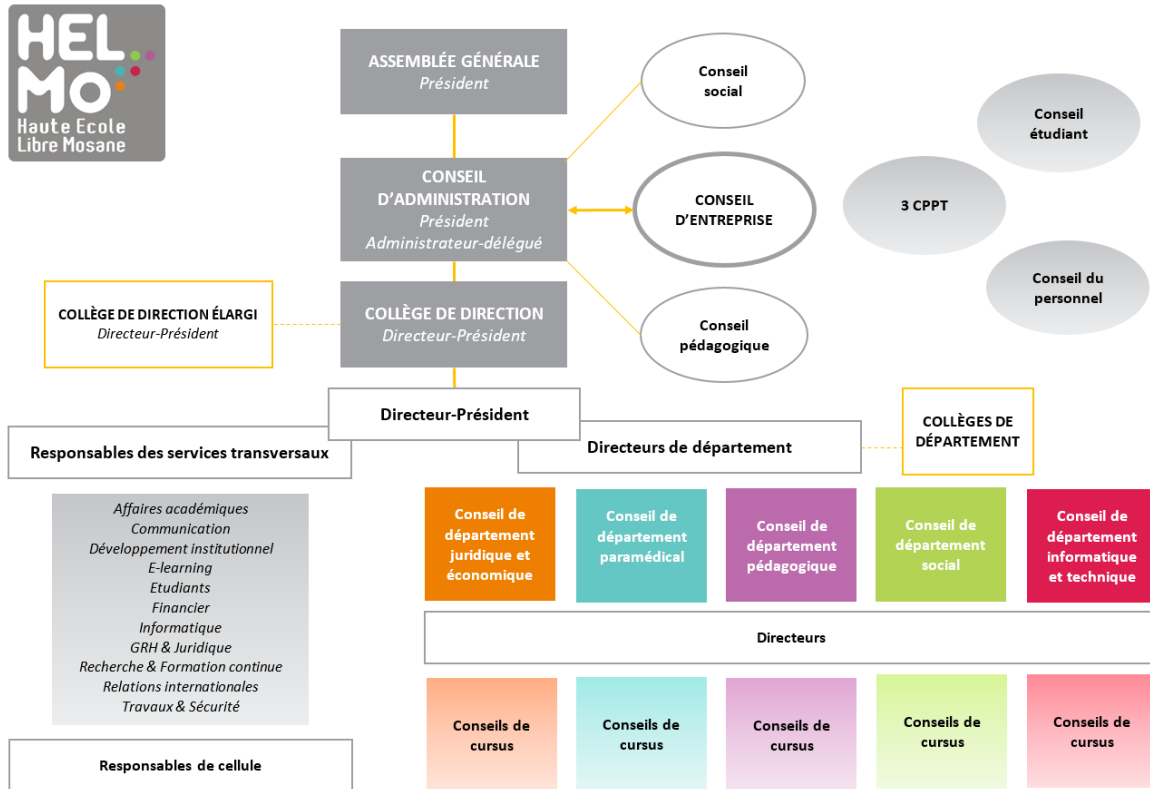 HEL
MO
Haute Ecole
Libre Mosane
ASSEMBLÉE GÉNÉRALE
Président
Conseil
social
Conseil
étudiant
CONSEIL
D'ADMINISTRATION
Président
Administrateur-délégué
CONSEIL
D'ENTREPRISE
3 CPPT
Conseil du
personnel
COLLÈGE DE DIRECTION ÉLARGI
Directeur-Président
COLLÈGE DE DIRECTION
Directeur-Président
Conseil
pédagogique
Directeur-Président
Responsables des services transversaux
Directeurs de département
COLLÈGES DE
DÉPARTEMENT
Affaires académiques
Communication
Développement institutionnel
E-learning
Etudiants
Financier
Informatique
GRH & Juridique
Recherche & Formation continue
Relations internationales
Travaux & Sécurité
Conseil de
département
juridique et
économique
Conseil de
département
paramédical
Conseil de
département
pédagogique
Conseil de
département
social
Conseil de
département
informatique
et technique
Directeurs
Conseils de
cursus
Conseils de
cursus
Conseils de
cursus
Conseils de
cursus
Conseils de
cursus
Responsables de cellule